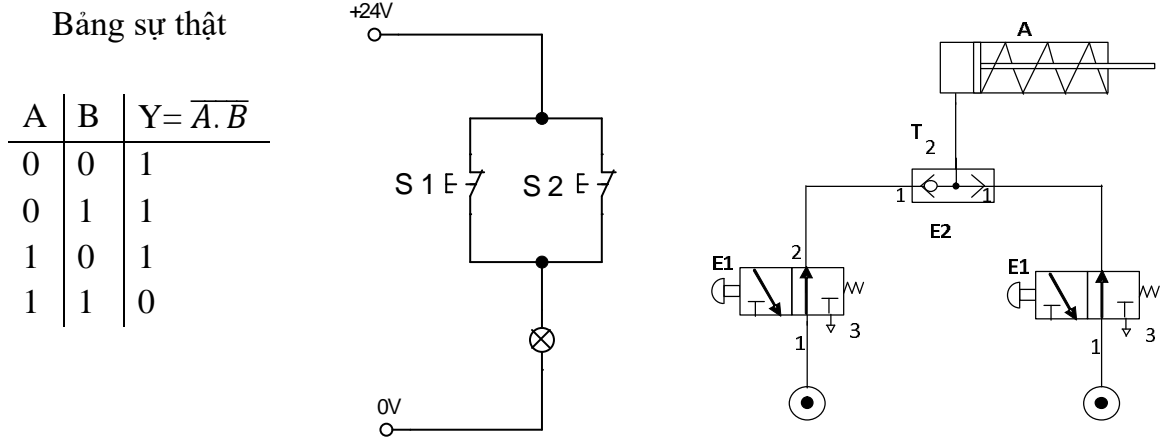 Bảng sự thật
A B Y= \overline{A.B}
0 0 1
0 1 1
1 0 1
1 1 0
+24V
S 1 S 2
0V
A
T
2
1 1
E2
E1 2
3
1
E1
3
1